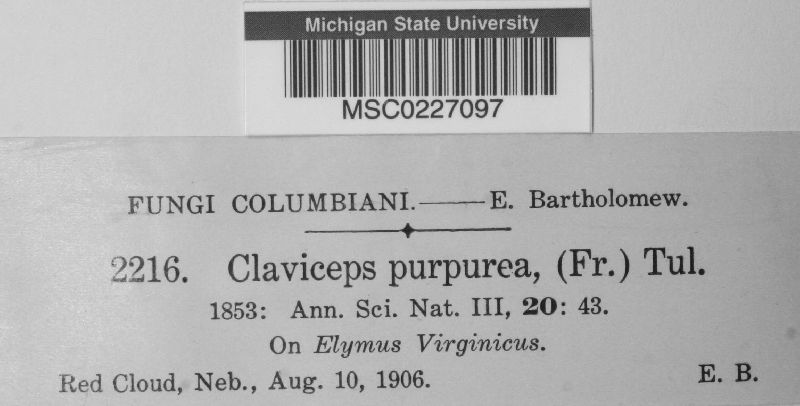 Michigan State University
MSC0227097
FUNGI COLUMBIANI.——E. Bartholomew.
2216. Claviceps purpurea, (Fr.) Tul.
1853: Ann. Sci. Nat. III, 20: 43.
On Elymus Virginicus.
Red Cloud, Neb., Aug. 10, 1906. E. B.